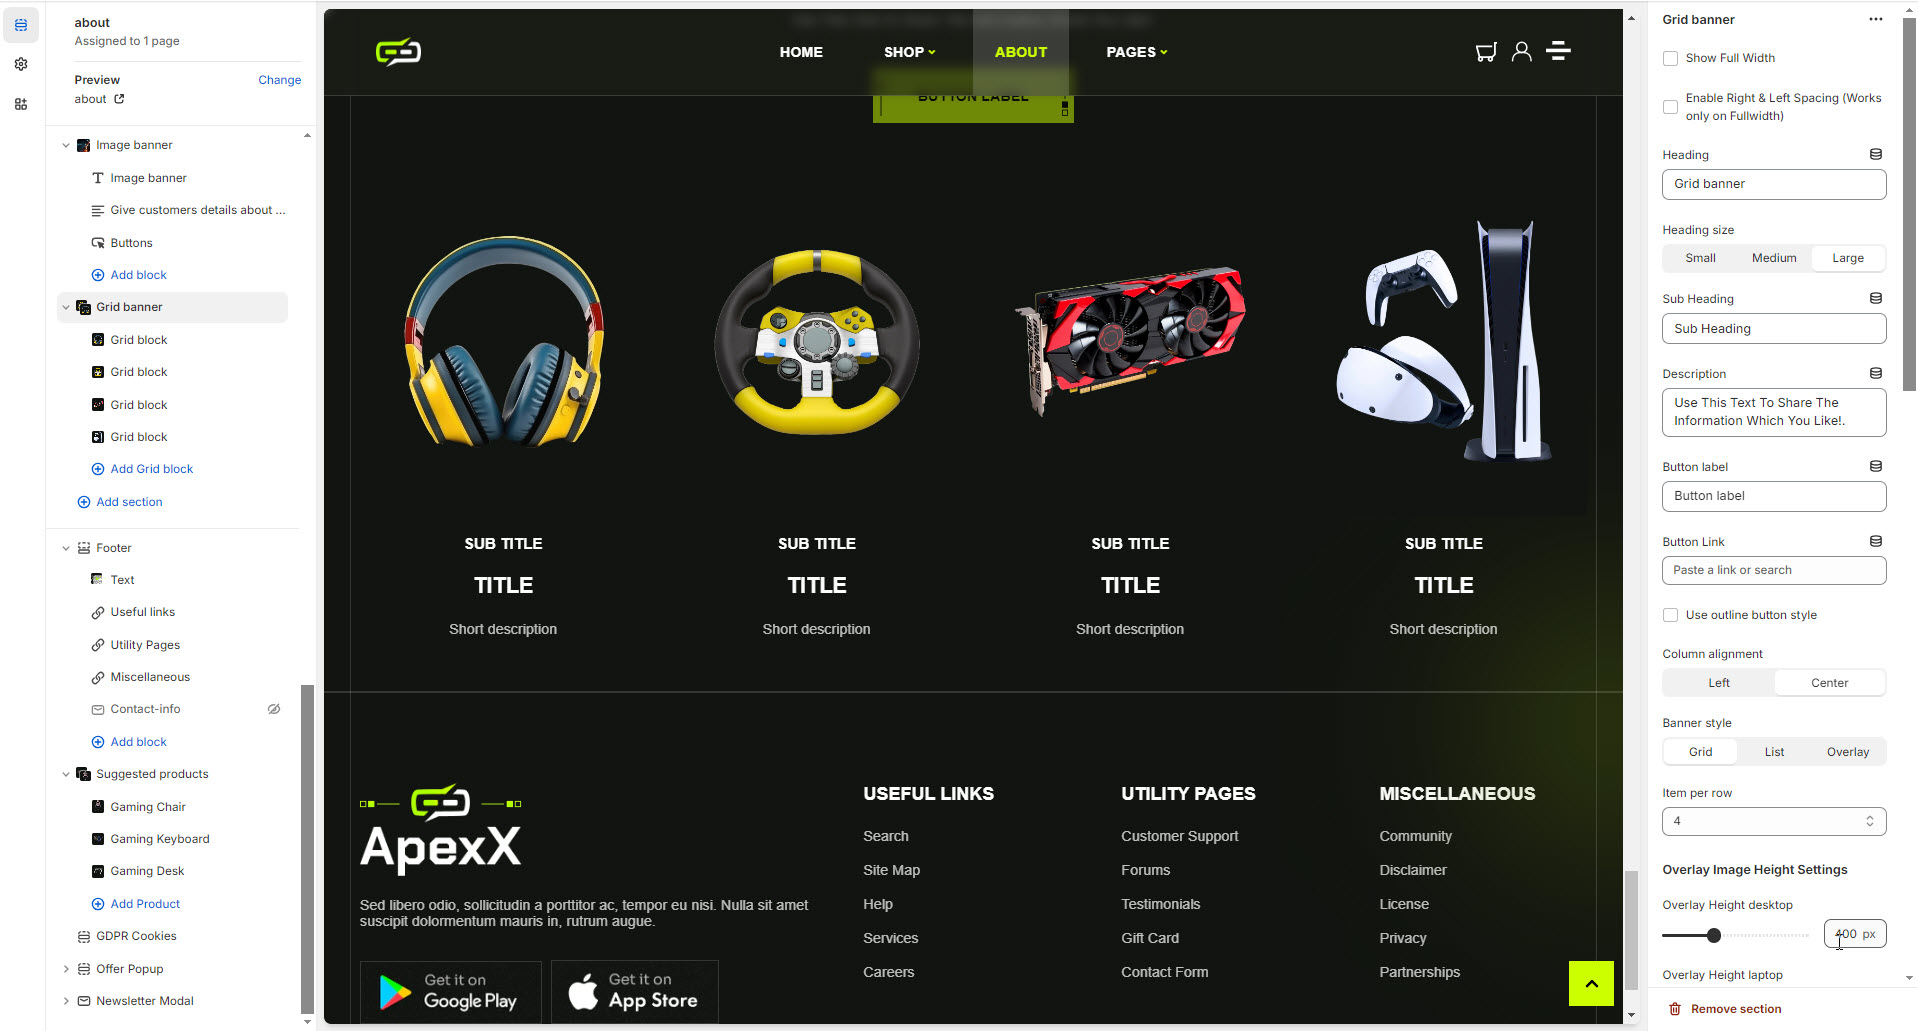 about
Assigned to 1 page
Preview
Change
about
Image banner
Image banner
Give customers details about ...
Buttons
Add block
Grid banner
Grid block
Grid block
Grid block
Grid block
Add Grid block
Add section
Footer
Text
Useful links
Utility Pages
Miscellaneous
Contact-info
Add block
Suggested products
Gaming Chair
Gaming Keyboard
Gaming Desk
Add Product
GDPR Cookies
Offer Popup
Newsletter Modal
HOME
SHOP
ABOUT
PAGES
BUTTON LABEL
SUB TITLE
TITLE
Short description
SUB TITLE
TITLE
Short description
SUB TITLE
TITLE
Short description
SUB TITLE
TITLE
Short description
ApexX
Sed libero odio, sollicitudin a porttitor ac, tempor eu nisi. Nulla sit amet
suscipit dolormentum mauris in, rutrum augue.
Get it on
Google Play
Get it on
App Store
USEFUL LINKS
Search
Site Map
Help
Services
Careers
UTILITY PAGES
Customer Support
Forums
Testimonials
Gift Card
Contact Form
MISCELLANEOUS
Community
Disclaimer
License
Privacy
Partnerships
Grid banner
Show Full Width
Enable Right & Left Spacing (Works
only on Fullwidth)
Heading
Grid banner
Heading size
Small
Medium
Large
Sub Heading
Sub Heading
Description
Use This Text To Share The
Information Which You Like!.
Button label
Button label
Button Link
Paste a link or search
Use outline button style
Column alignment
Left
Center
Banner style
Grid
List
Overlay
Item per row
4
Overlay Image Height Settings
Overlay Height desktop
400 px
Overlay Height laptop
Remove section